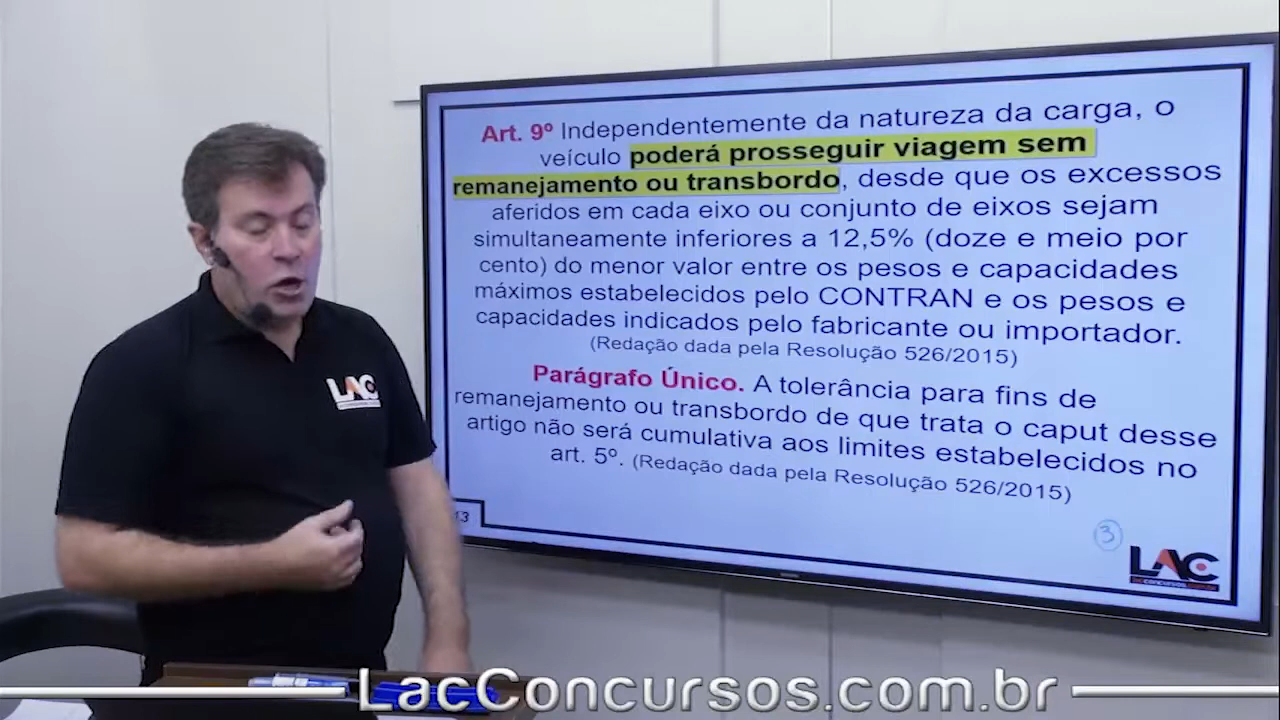 Art. 9º Independentemente da natureza da carga, o
veículo poderá prosseguir viagem sem
remanejamento ou transbordo, desde que os excessos
aferidos em cada eixo ou conjunto de eixos sejam
simultaneamente inferiores a 12,5% (doze e meio por
cento) do menor valor entre os pesos e capacidades
máximos estabelecidos pelo CONTRAN e os pesos e
capacidades indicados pelo fabricante ou importador.
(Redação dada pela Resolução 526/2015)
Parágrafo Único. A tolerância para fins de
remanejamento ou transbordo de que trata o caput desse
artigo não será cumulativa aos limites estabelecidos no
art. 5º. (Redação dada pela Resolução 526/2015)
13
3
LAC
lacconcursos.com.br
LAC
LacConcursos.com.br